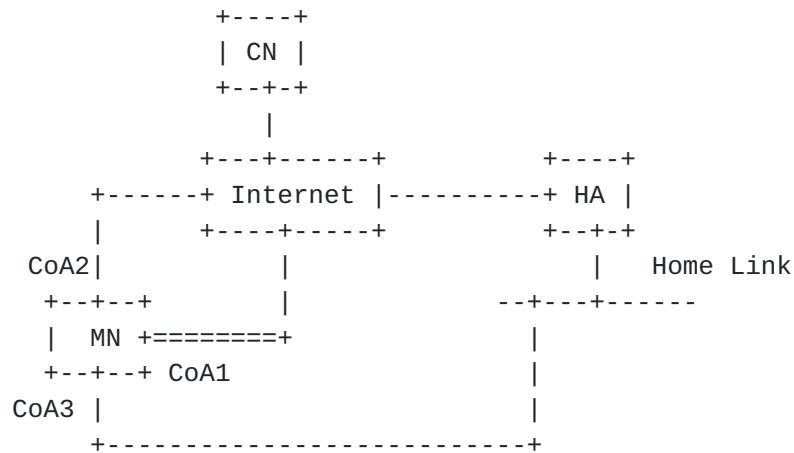 CN
Internet HA
CoA2 Home Link
MN
CoA1
CoA3